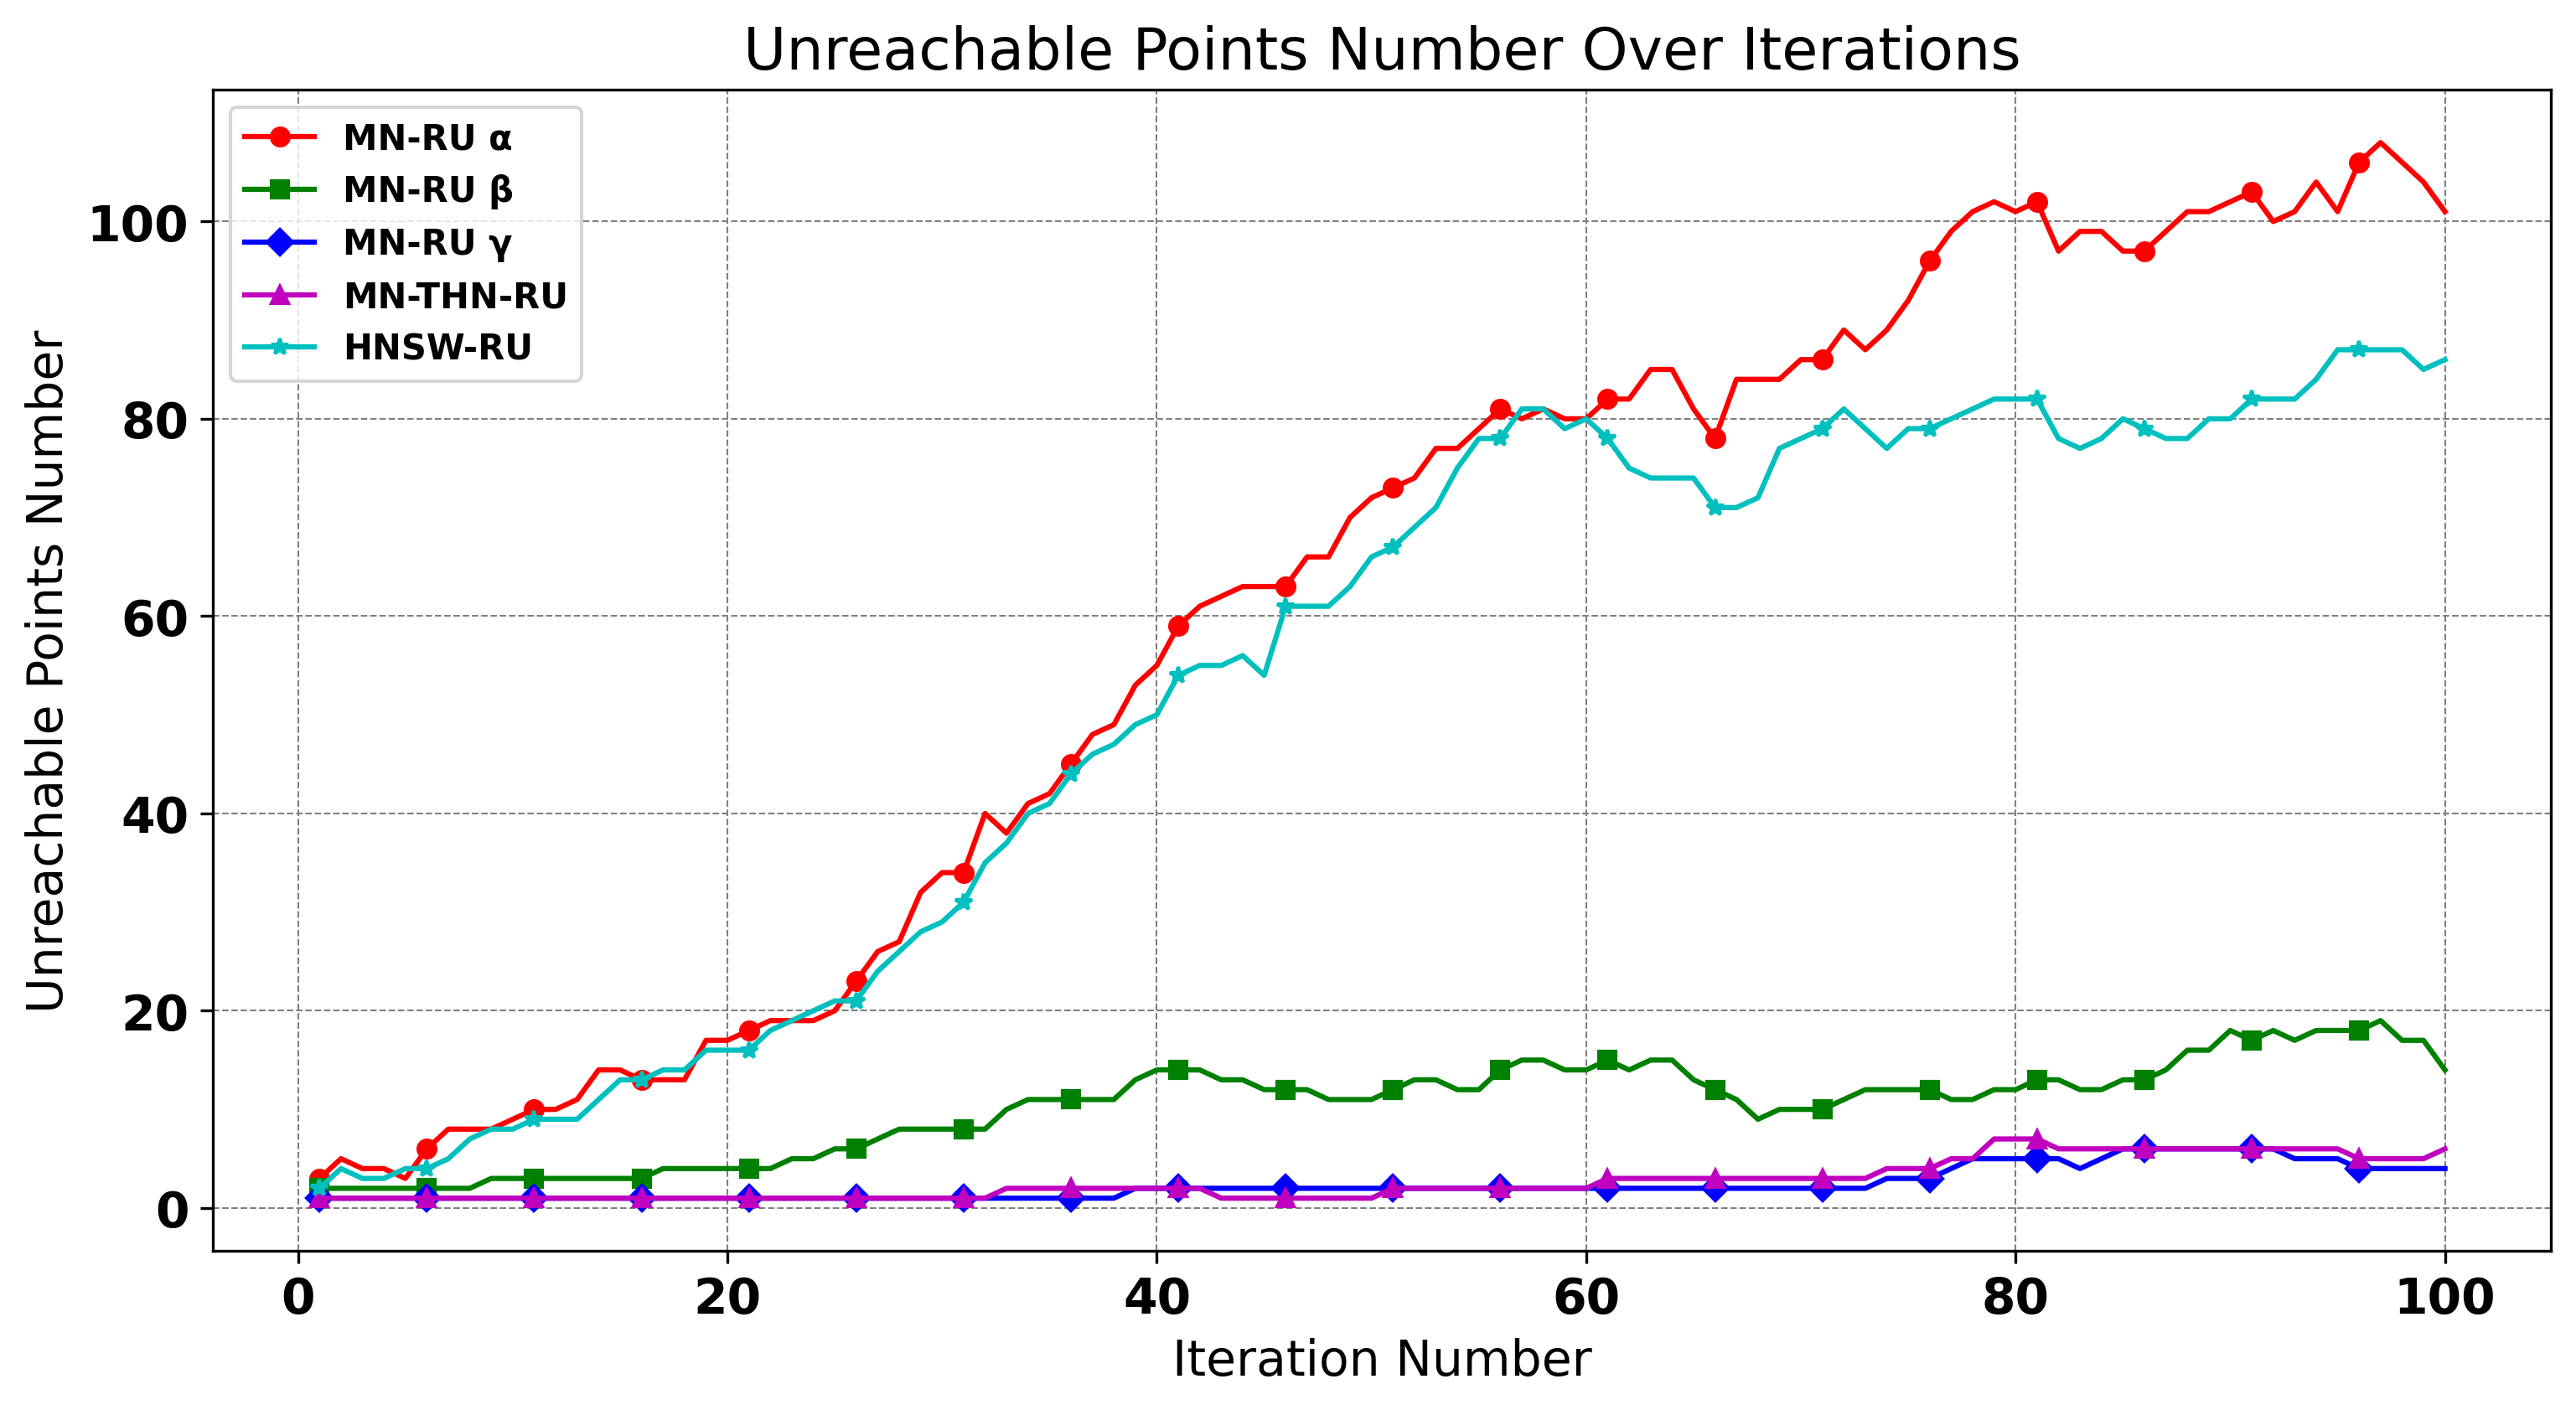 Unreachable Points Number Over Iterations
MN-RU α
MN-RU β
MN-RU γ
MN-THN-RU
HNSW-RU
Unreachable Points Number
100
80
60
40
20
0
0 20 40 60 80 100
Iteration Number